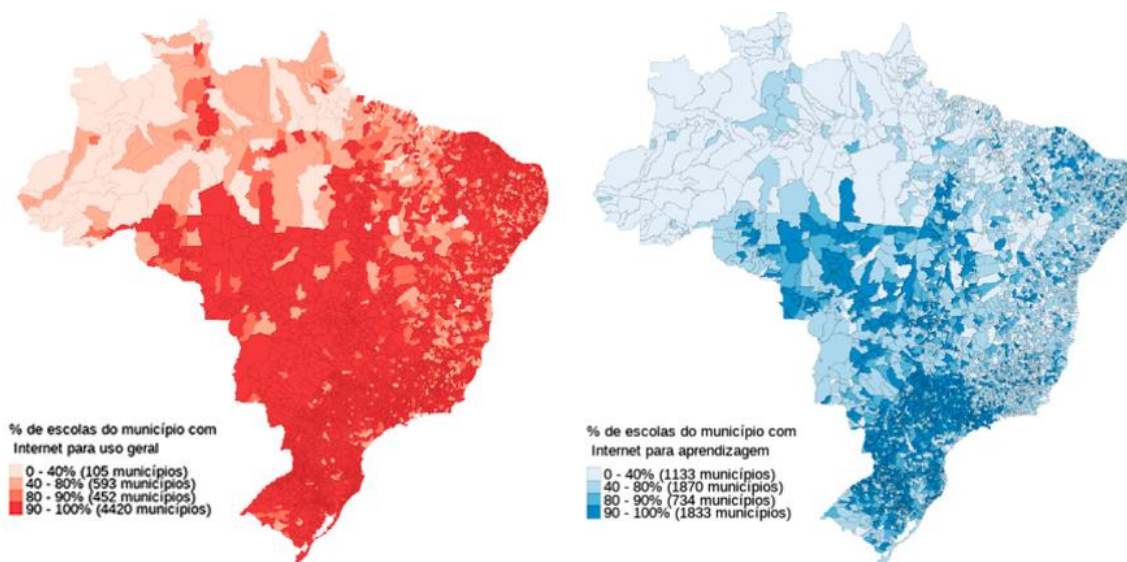 % de escolas do município com
Internet para uso geral
0 - 40% (105 municípios)
40 - 80% (593 municípios)
80 - 90% (452 municípios)
90 - 100% (4420 municípios)
% de escolas do município com
Internet para aprendizagem
0 - 40% (1133 municípios)
40 - 80% (1870 municípios)
80 - 90% (734 municípios)
90 - 100% (1833 municípios)